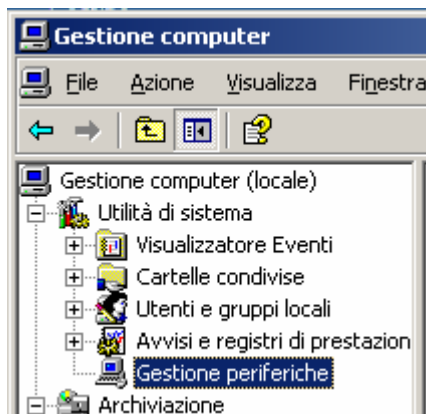 Gestione computer
File Azione Visualizza Finestra
Gestione computer (locale)
Utilità di sistema
Visualizzatore Eventi
Cartelle condivise
Utenti e gruppi locali
Avvisi e registri di prestazion
Gestione periferiche
Archiviazione